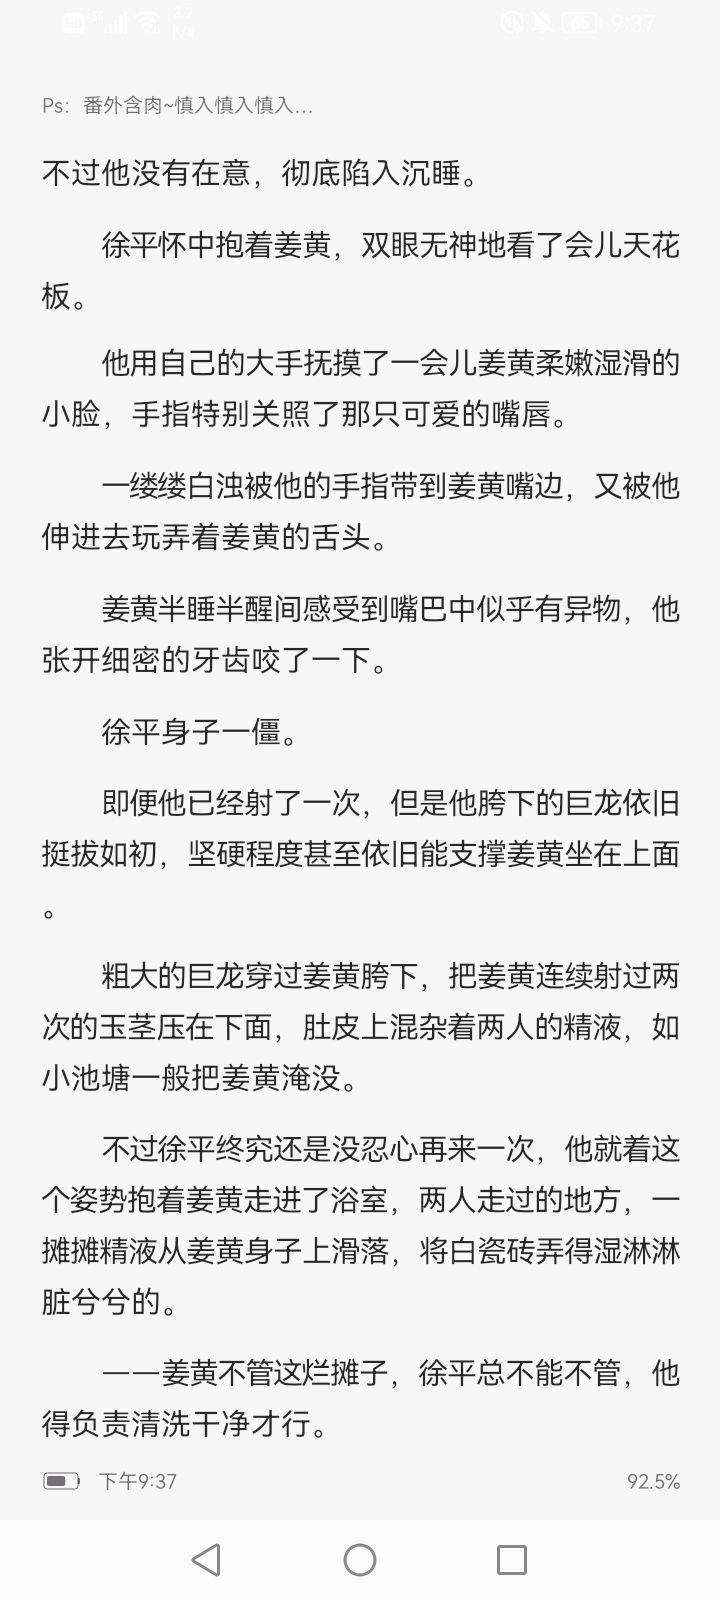 HD 5G 3.7 K/s 65 9:37
Ps：番外含肉~慎入慎入慎入...
不过他没有在意，彻底陷入沉睡。
徐平怀中抱着姜黄，双眼无神地看了会儿天花
板。
他用自己的大手抚摸了一会儿姜黄柔嫩湿滑的
小脸，手指特别关照了那只可爱的嘴唇。
一缕缕白浊被他的手指带到姜黄嘴边，又被他
伸进去玩弄着姜黄的舌头。
姜黄半睡半醒间感受到嘴巴中似乎有异物，他
张开细密的牙齿咬了一下。
徐平身子一僵。
即便他已经射了一次，但是他胯下的巨龙依旧
挺拔如初，坚硬程度甚至依旧能支撑姜黄坐在上面
。
粗大的巨龙穿过姜黄胯下，把姜黄连续射过两
次的玉茎压在下面，肚皮上混杂着两人的精液，如
小池塘一般把姜黄淹没。
不过徐平终究还是没忍心再来一次，他就着这
个姿势抱着姜黄走进了浴室，两人走过的地方，一
摊摊精液从姜黄身子上滑落，将白瓷砖弄得湿淋淋
脏兮兮的。
——姜黄不管这烂摊子，徐平总不能不管，他
得负责清洗干净才行。
下午9:37 92.5%